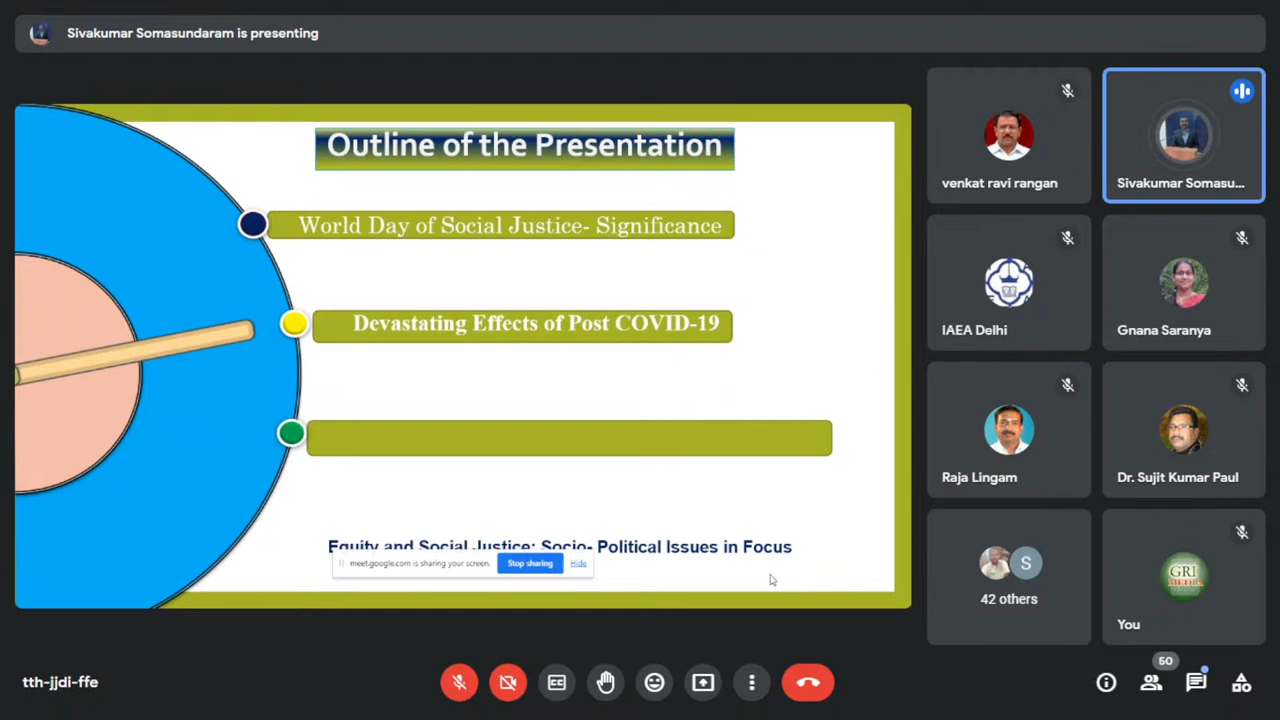 Sivakumar Somasundaram is presenting
Outline of the Presentation
World Day of Social Justice- Significance
Devastating Effects of Post COVID-19
Equity and Social Justice: Socio- Political Issues in Focus
meet.google.com is sharing your screen.
Stop sharing
Hide
venkat ravi rangan
Sivakumar Somasu...
IAEA Delhi
Gnana Saranya
Raja Lingam
Dr. Sujit Kumar Paul
S
42 others
GRI
You
tth-jjdi-ffe
CC
50